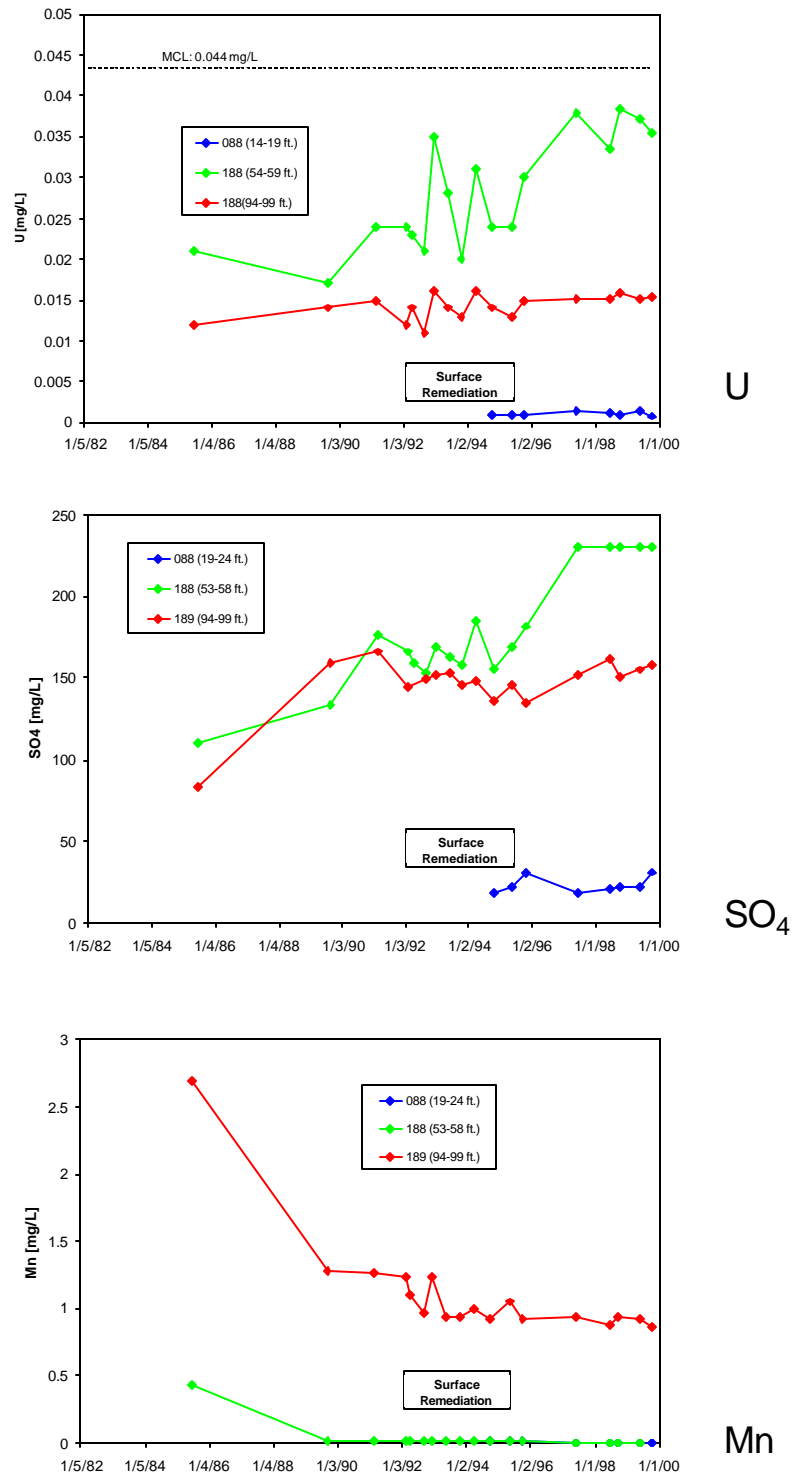 0.05
MCL: 0.044 mg/L
0.045
0.04
0.035
088 (14-19 ft.)
188 (54-59 ft.)
188(94-99 ft.)
0.03
U [mg/L]
0.025
0.02
0.015
0.01
Surface
Remediation
0.005
0
1/5/82 1/5/84 1/4/86 1/4/88 1/3/90 1/3/92 1/2/94 1/2/96 1/1/98 1/1/00
U
250
088 (19-24 ft.)
188 (53-58 ft.)
189 (94-99 ft.)
200
150
SO4 [mg/L]
100
50
Surface
Remediation
0
1/5/82 1/5/84 1/4/86 1/4/88 1/3/90 1/3/92 1/2/94 1/2/96 1/1/98 1/1/00
SO4
3
088 (19-24 ft.)
188 (53-58 ft.)
189 (94-99 ft.)
2.5
2
1.5
Mn [mg/L]
1
0.5
Surface
Remediation
0
1/5/82 1/5/84 1/4/86 1/4/88 1/3/90 1/3/92 1/2/94 1/2/96 1/1/98 1/1/00
Mn